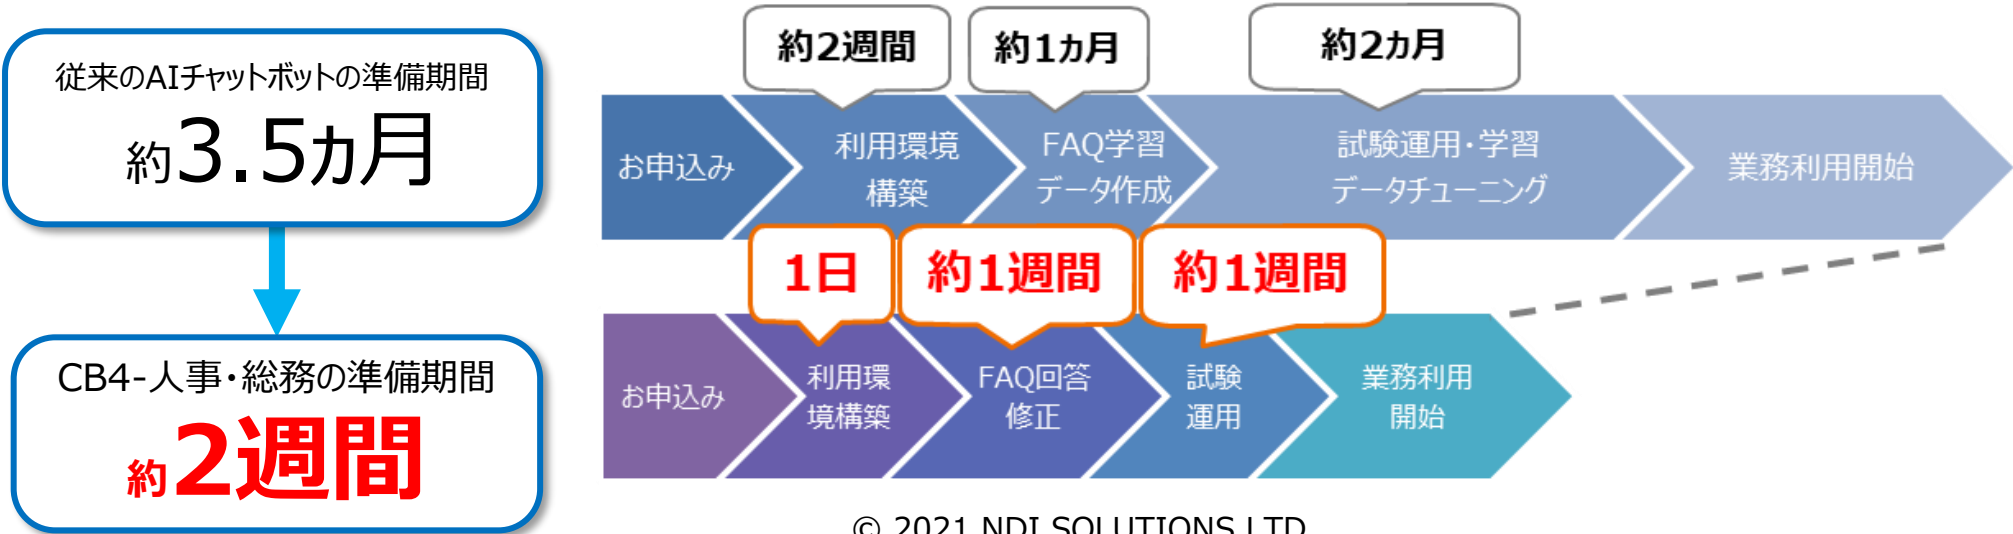 従来のAIチャットボットの準備期間
約3.5カ月
CB4-人事・総務の準備期間
約2週間
約2週間
約1カ月
約2カ月
お申込み
利用環境
構築
FAQ学習
データ作成
試験運用・学習
データチューニング
業務利用開始
1日
約1週間
約1週間
お申込み
利用環
境構築
FAQ回答
修正
試験
運用
業務利用
開始
© 2021 NDI SOLUTIONS LTD